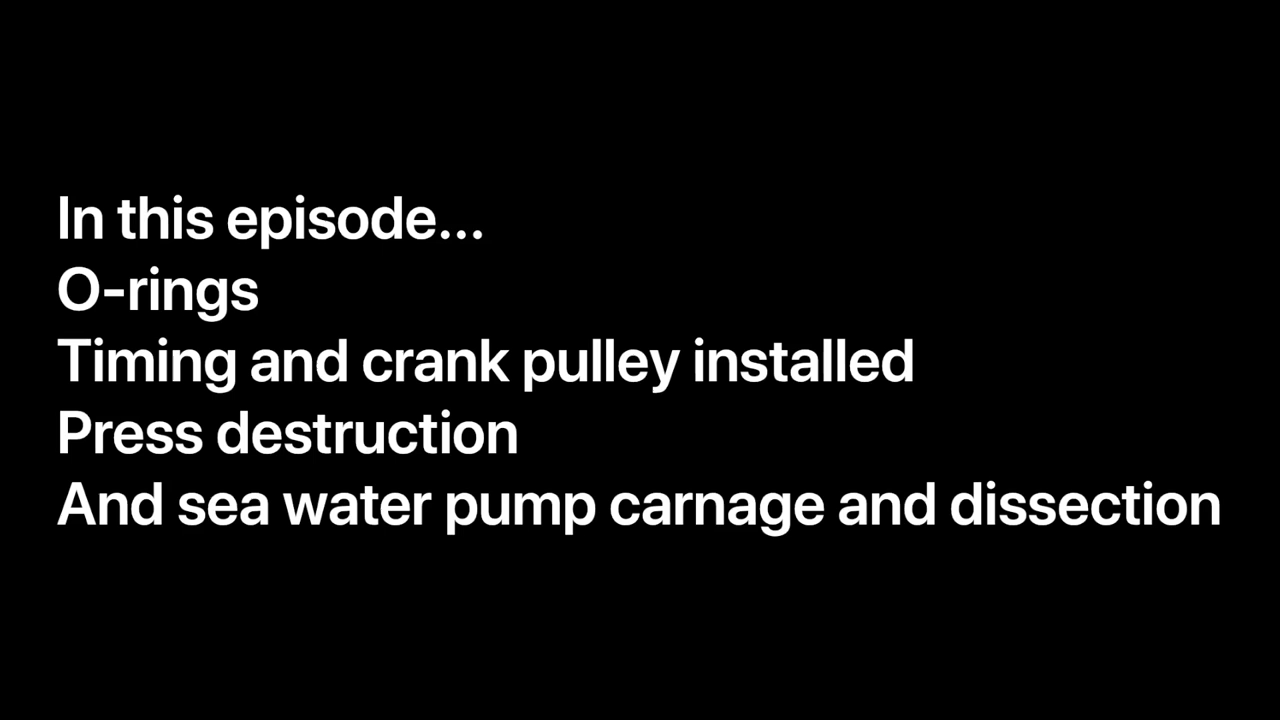 In this episode...
O-rings
Timing and crank pulley installed
Press destruction
And sea water pump carnage and dissection